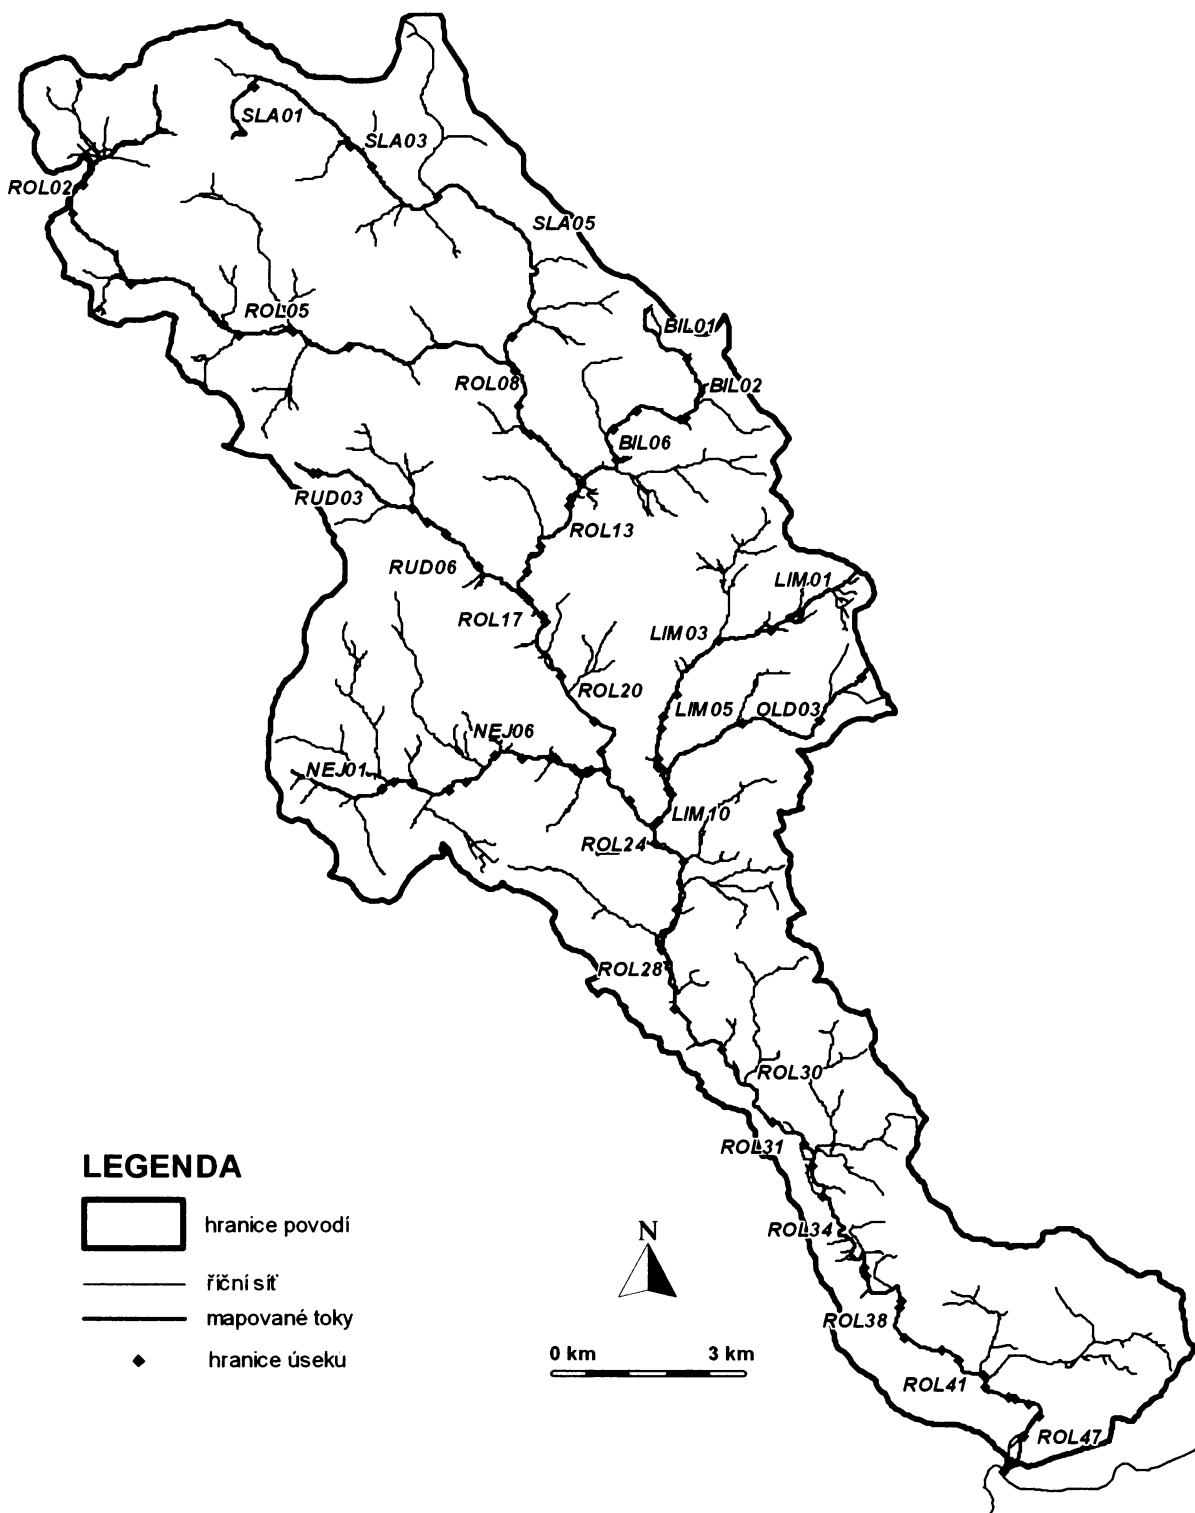 SLA01
SLA03
ROL02
SLA05
ROL05
BIL01
ROL08
BIL02
BIL06
RUD03
ROL13
RUD06
LIM01
ROL17
LIM03
ROL20
LIM05
OLD03
NEJ06
NEJ01
LIM10
ROL24
ROL28
ROL30
ROL31
LEGENDA
hranice povodí
říční síť
mapované toky
hranice úseku
N
0 km 3 km
ROL34
ROL38
ROL41
ROL47